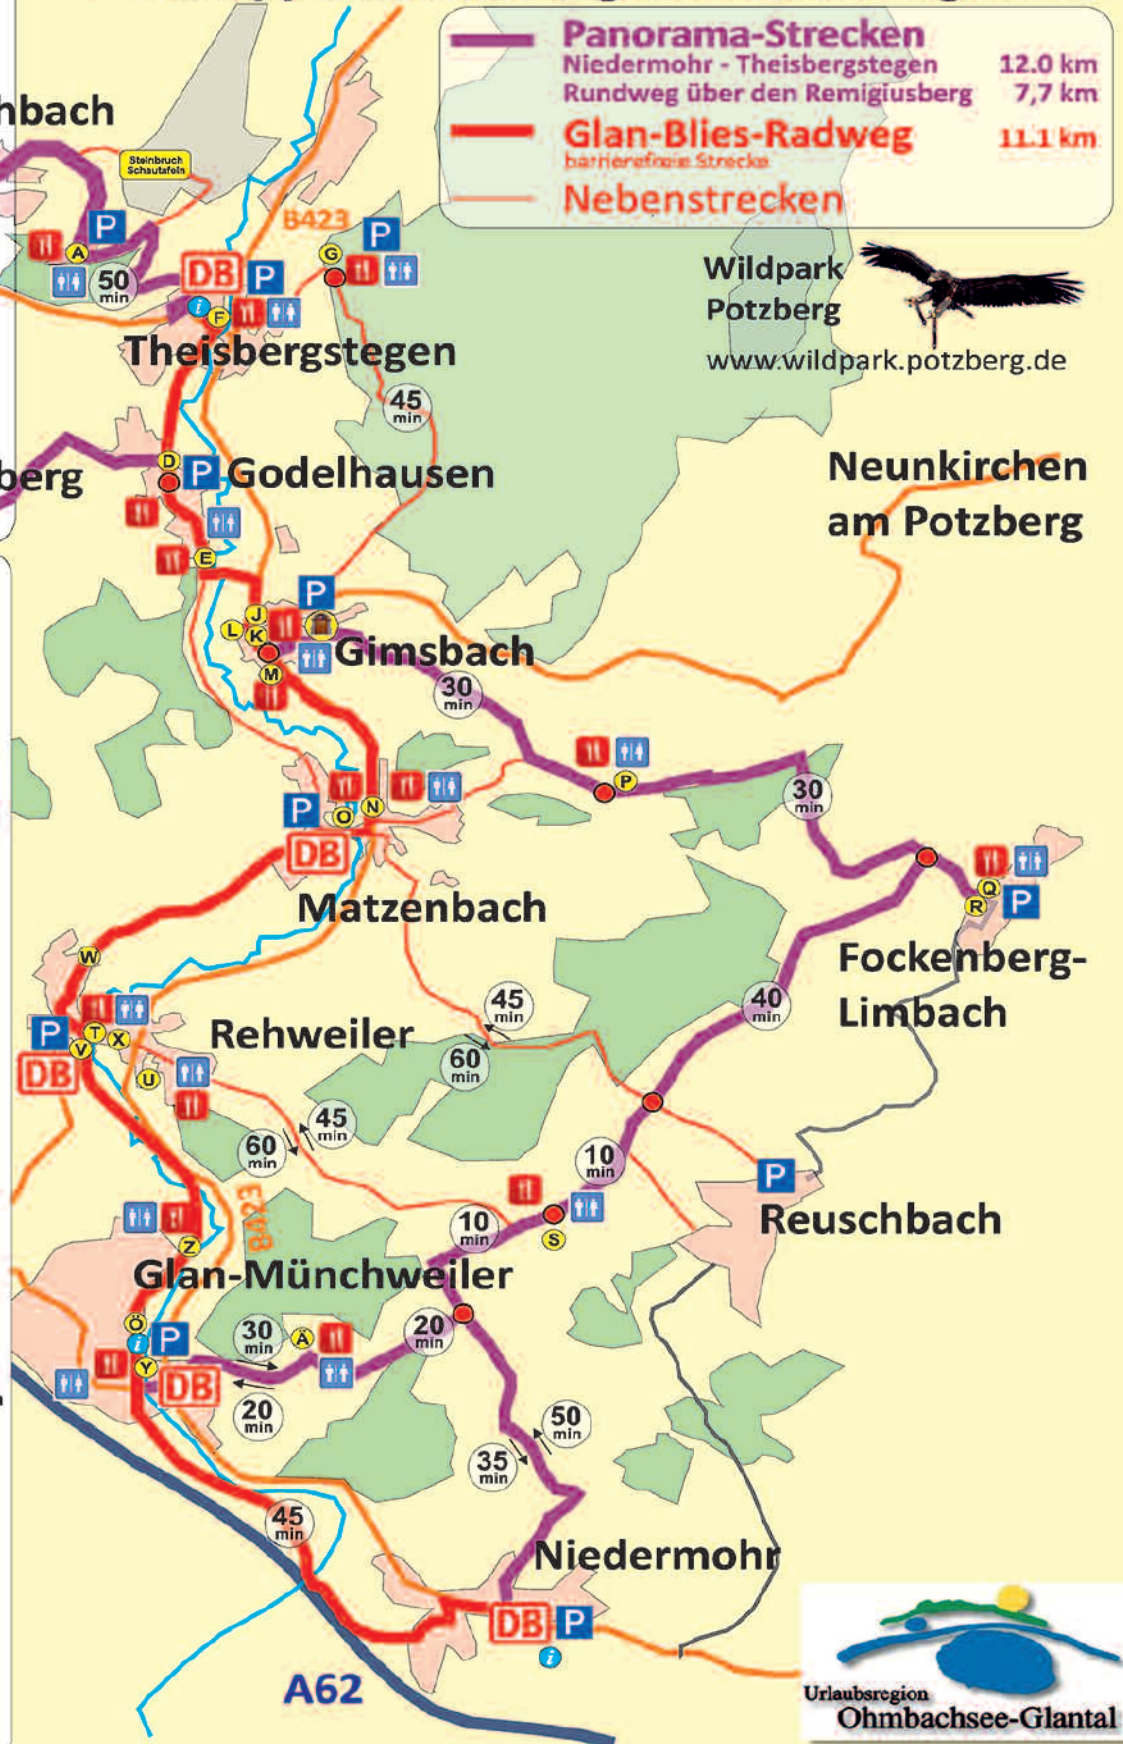 Panorama-Strecken
Niedermohr - Theisbergstegen 12.0 km
Rundweg über den Remigiusberg 7,7 km
Glan-Blies-Radweg 11.1 km
barrierefreie Strecke
Nebenstrecken
hbach
Steinbruch
Schautafeln
B423
P
P
A
50
min
DB P
G
i
F
Theisbergstegen
Wildpark
Potzberg
www.wildpark.potzberg.de
45
min
berg
D
P
Godelhausen
Neunkirchen
am Potzberg
E
P
J
L
K
M
Gimsbach
30
min
P
30
min
P
O
N
DB
Matzenbach
Q
R
P
Fockenberg-
Limbach
W
40
min
45
min
60
min
Rehweiler
P
T
X
V
DB
U
45
min
60
min
10
min
P
Reuschbach
10
min
S
B423
Z
Glan-Münchweiler
Ö
i
P
Y
DB
30
min
Ä
20
min
20
min
50
min
35
min
45
min
Niedermohr
DB P
i
A62
Urlaubsregion
Ohmbachsee-Glantal